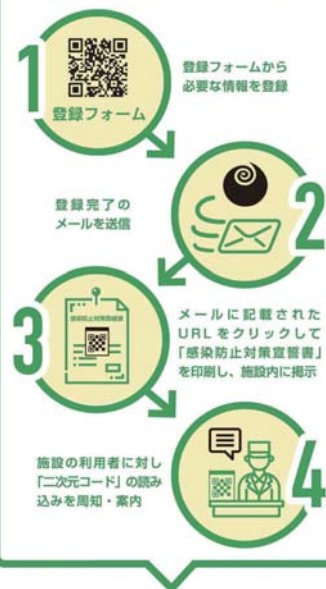 1
登録フォーム
登録フォームから
必要な情報を登録
2
登録完了の
メールを送信
3
メールに記載された
URLをクリックして
「感染防止対策宣誓書」
を印刷し、施設内に掲示
4
施設の利用者に対し
「二次元コード」の読み
込みを周知・案内